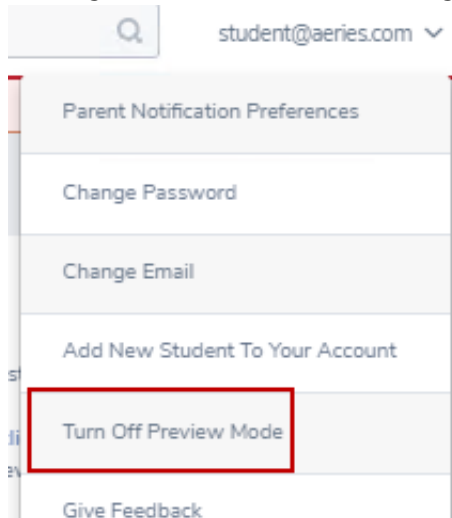 student@aeries.com
Parent Notification Preferences
Change Password
Change Email
Add New Student To Your Account
Turn Off Preview Mode
Give Feedback